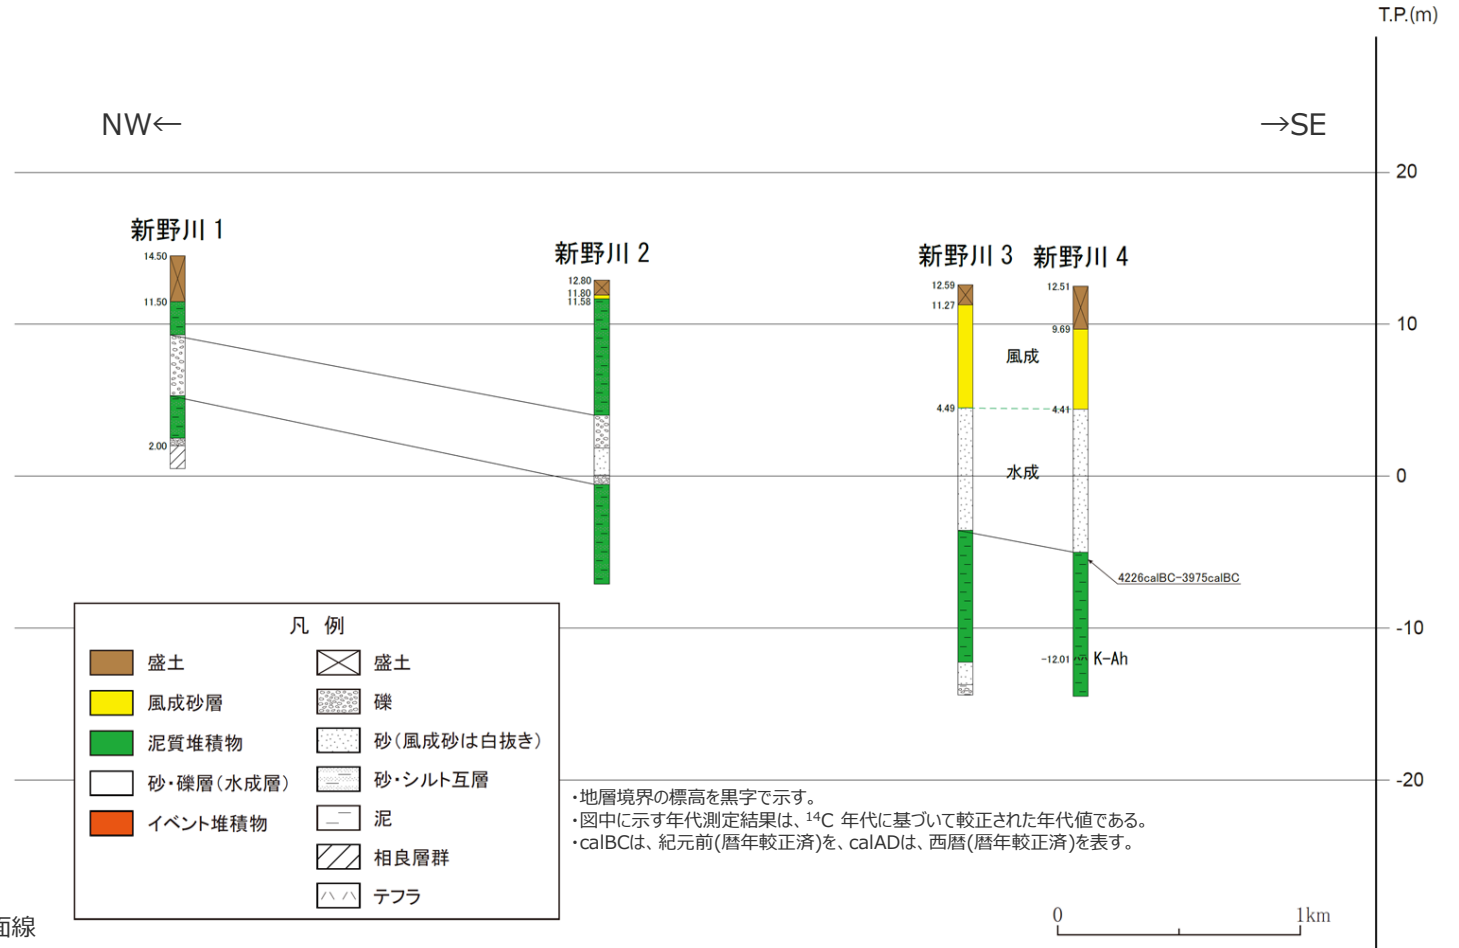 T.P.(m)
NW←
→SE
20
新野川 1
14.50
11.50
2.00
新野川 2
12.80
11.80
11.58
新野川 3
12.59
11.27
4.49
新野川 4
12.51
9.69
4.41
風成
水成
10
0
4226calBC-3975calBC
-10
-12.01
K-Ah
-20
凡 例
盛土
風成砂層
泥質堆積物
砂・礫層(水成層)
イベント堆積物
盛土
礫
砂(風成砂は白抜き)
砂・シルト互層
泥
相良層群
テフラ
・地層境界の標高を黒字で示す。
・図中に示す年代測定結果は、¹⁴C 年代に基づいて較正された年代値である。
・calBCは、紀元前(暦年較正済)を、calADは、西暦(暦年較正済)を表す。
0
1km
面線